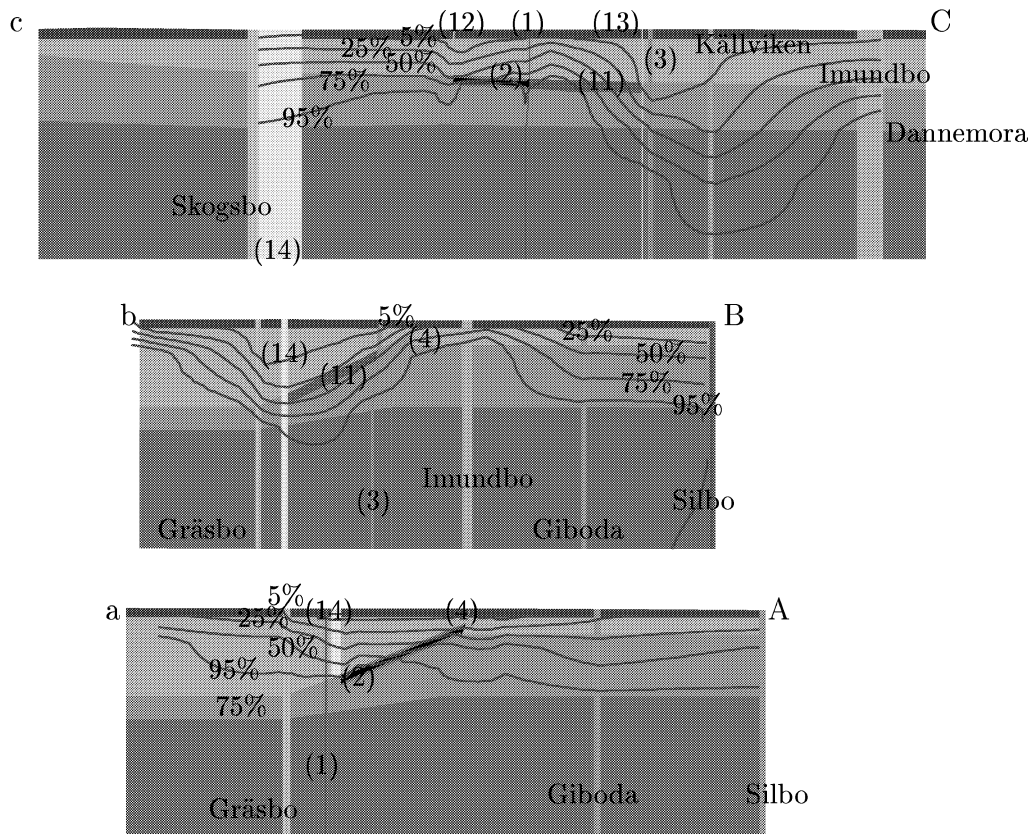 c (12) (1) (13) C
5%
25% Källviken
50% (3)
75% (2) (11) Imundbo
95% Dannemora
Skogsbo
(14)
b 5% B
(4) 25%
(14) 50%
(11) 75%
95%
Imundbo
(3) Silbo
Gräsbo Giboda
5%
a 25% (14) (4) A
50%
95% (2)
75%
(1)
Gräsbo Giboda Silbo